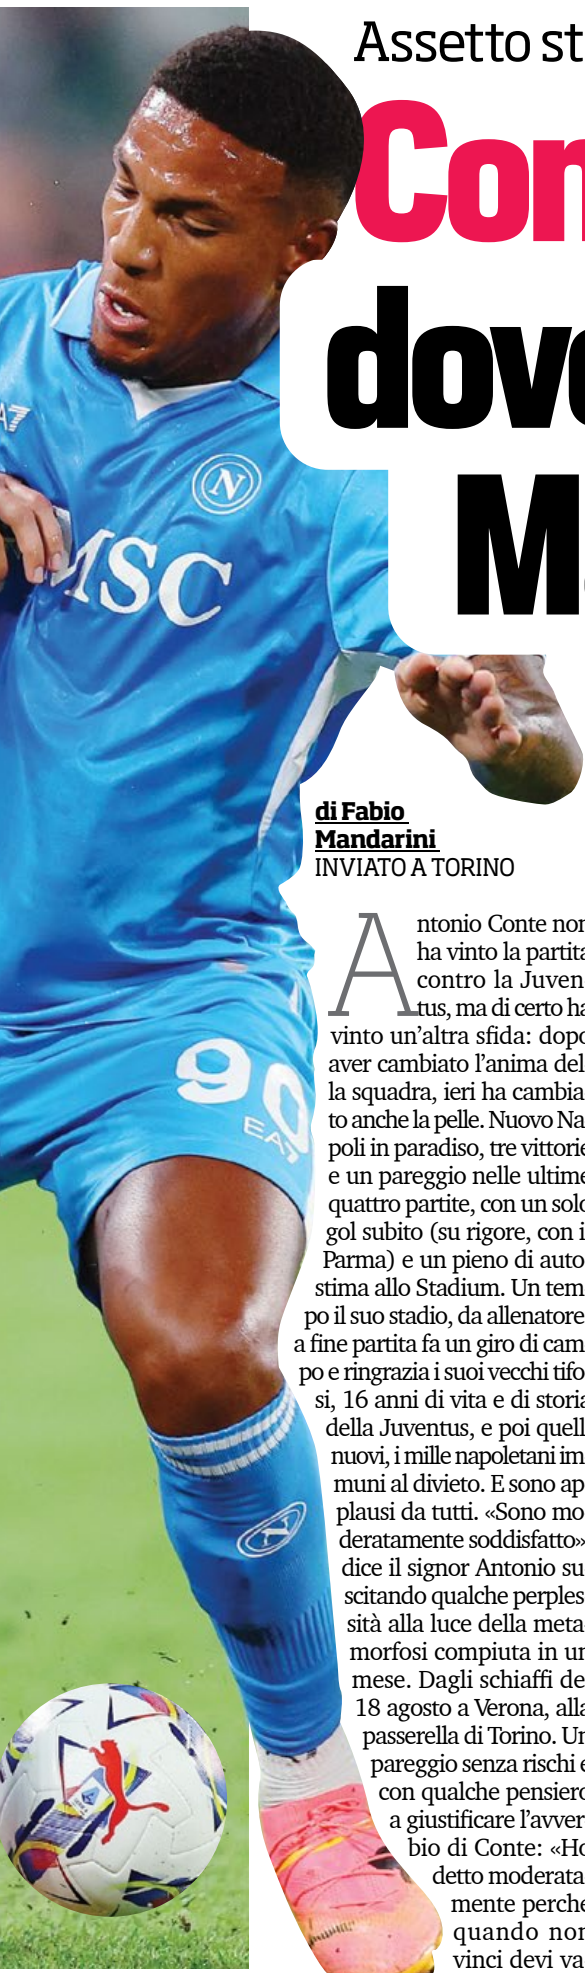 Assetto st
Con
dove
Ma
A7
N
MSC
90
EA7
di Fabio
Mandarini
INVIATO A TORINO
Antonio Conte non
ha vinto la partita
contro la Juven-
tus, ma di certo ha
vinto un’altra sfida: dopo
aver cambiato l’anima del-
la squadra, ieri ha cambia-
to anche la pelle. Nuovo Na-
poli in paradiso, tre vittorie
e un pareggio nelle ultime
quattro partite, con un solo
gol subito (su rigore, con i
Parma) e un pieno di auto-
stima allo Stadium. Un tem-
po il suo stadio, da allenatore
a fine partita fa un giro di cam-
po e ringrazia i suoi vecchi tifo-
si, 16 anni di vita e di storia
della Juventus, e poi quell
nuovi, i mille napoletani im-
muni al divieto. E sono ap-
plausi da tutti. «Sono mo-
deratamente soddisfatto»
dice il signor Antonio su-
scitando qualche perples-
sità alla luce della meta-
morfosi compiuta in un
mese. Dagli schiaffi de
18 agosto a Verona, alla
passerella di Torino. Un
pareggio senza rischi e
con qualche pensiero
a giustificare l’avver-
bio di Conte: «Ho
detto moderata-
mente perché
quando non
vinci devi va